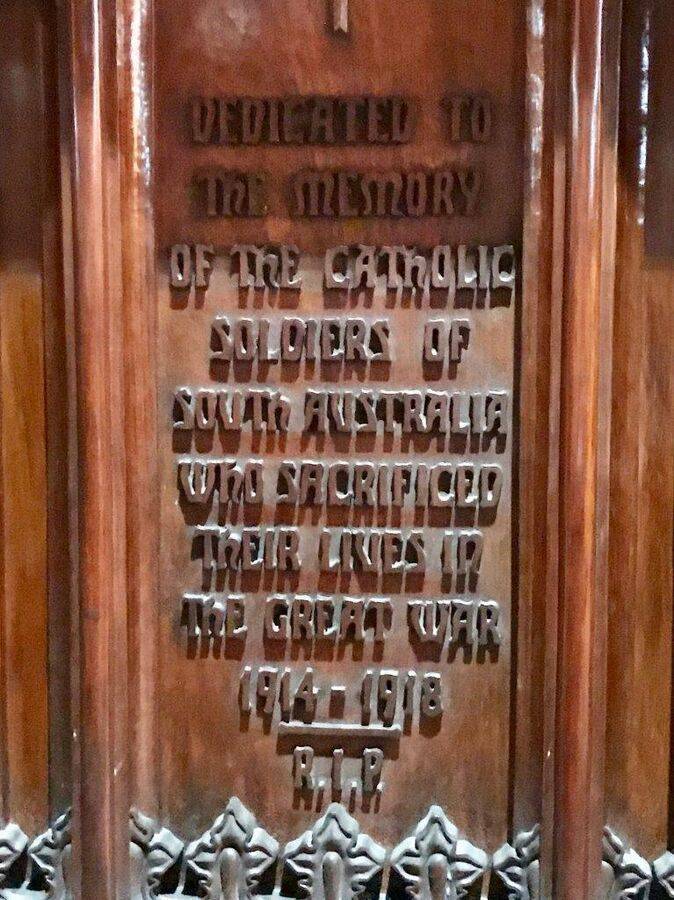 DEDICATED TO
THE MEMORY
OF THE CATHOLIC
SOLDIERS OF
SOUTH AUSTRALIA
WHO SACRIFICED
THEIR LIVES IN
THE GREAT WAR
1914 - 1918
R.I.P.